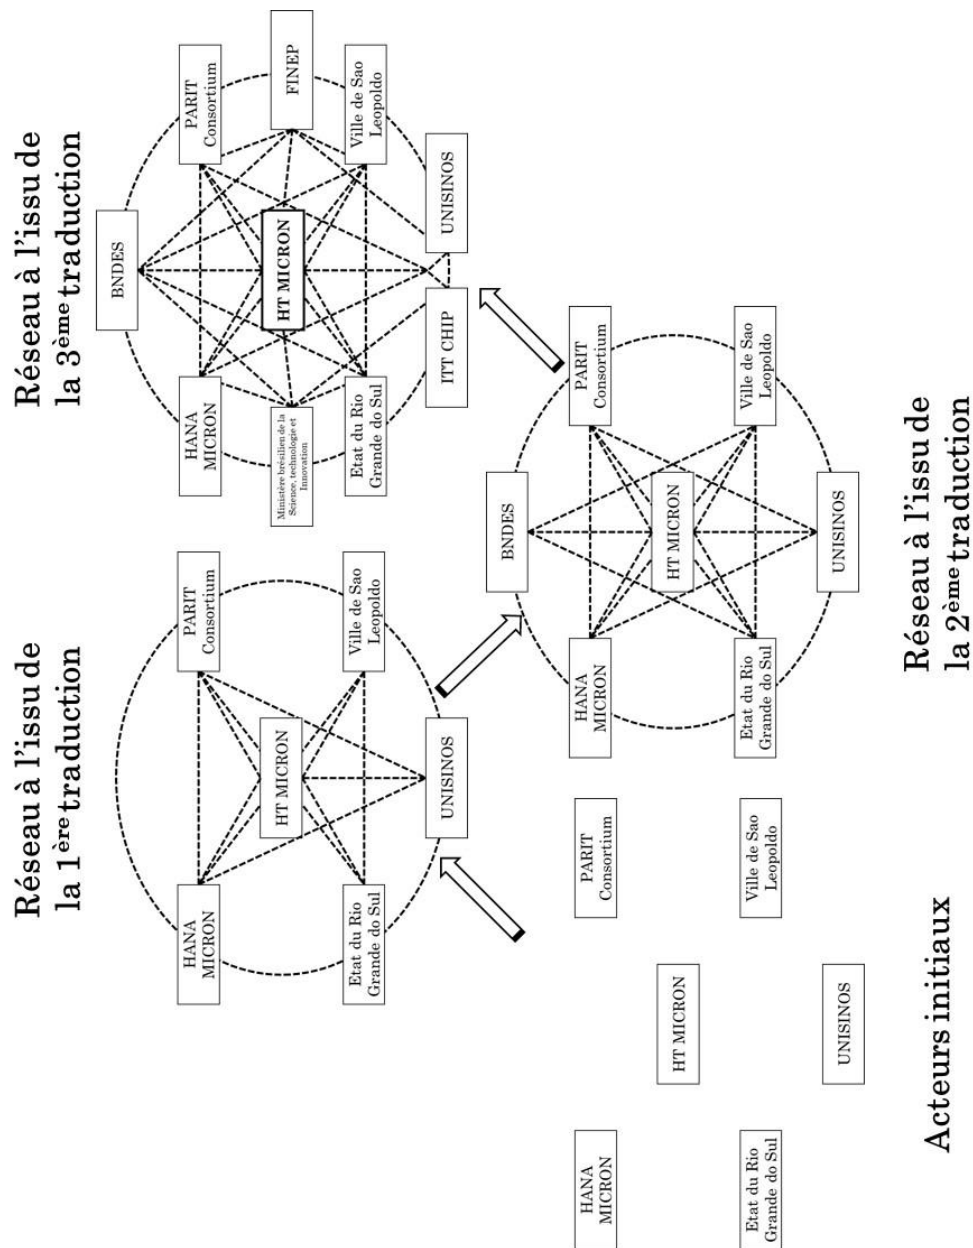 Réseau à l'issu de
la 1ère traduction
HANA
MICRON
PARIT
Consortium
HT MICRON
Etat du Rio
Grande do Sul
Ville de Sao
Leopoldo
UNISINOS
Réseau à l'issu de
la 3ème traduction
BNDES
HANA
MICRON
PARIT
Consortium
Ministère brésilien de la
Science, technologie et
Innovation
HT MICRON
FINEP
Etat du Rio
Grande do Sul
Ville de Sao
Leopoldo
ITT CHIP
UNISINOS
HANA
MICRON
PARIT
Consortium
HT MICRON
Etat du Rio
Grande do Sul
Ville de Sao
Leopoldo
UNISINOS
Acteurs initiaux
BNDES
HANA
MICRON
PARIT
Consortium
HT MICRON
Etat du Rio
Grande do Sul
Ville de Sao
Leopoldo
UNISINOS
Réseau à l'issu de
la 2ème traduction